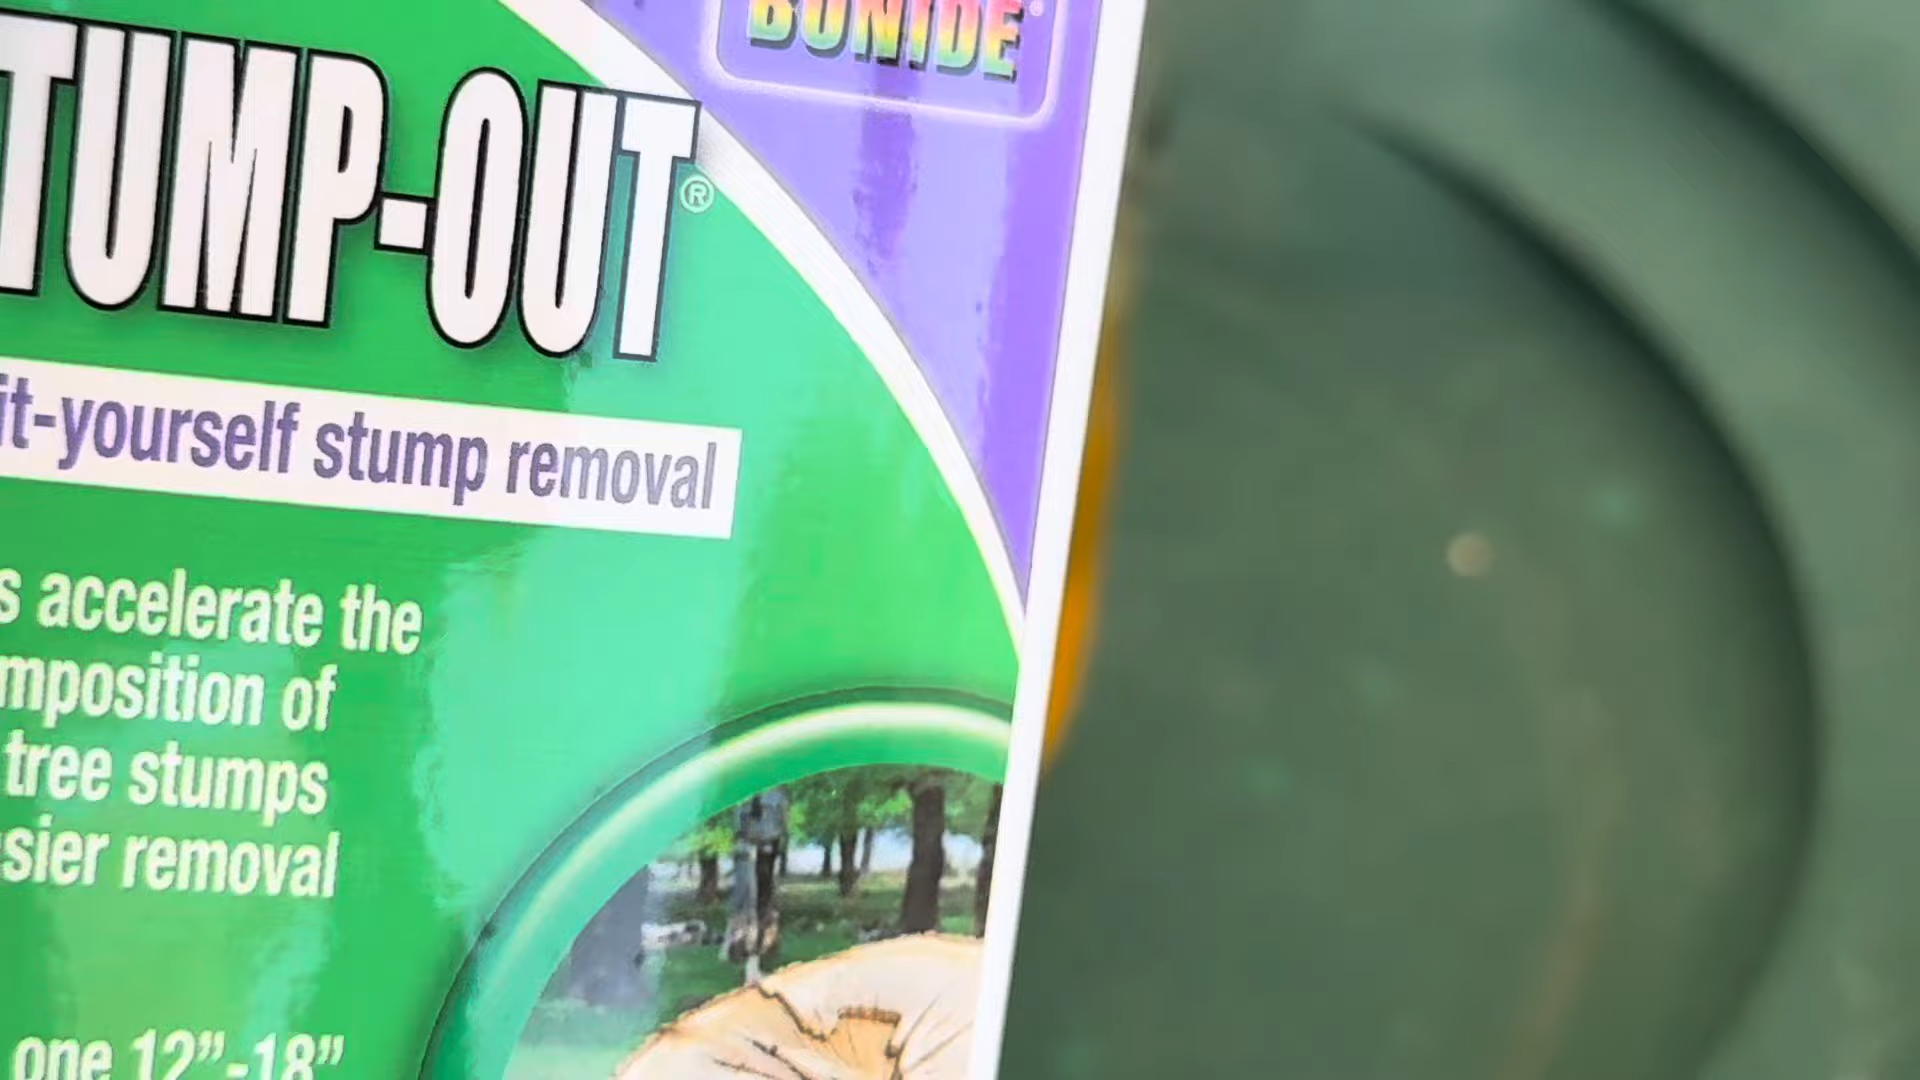 BONIDE®
TUMP-OUT®
it-yourself stump removal
s accelerate the
mposition of
tree stumps
sier removal
one 12”-18”